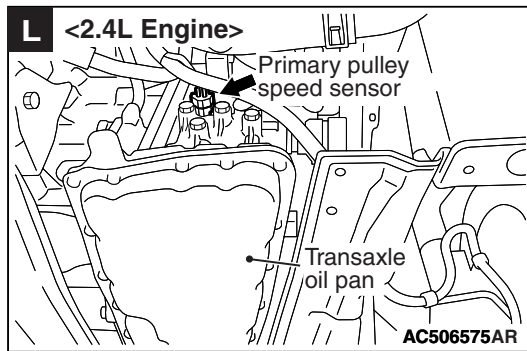 L <2.4L Engine>
Primary pulley
speed sensor
Transaxle
oil pan
AC506575AR